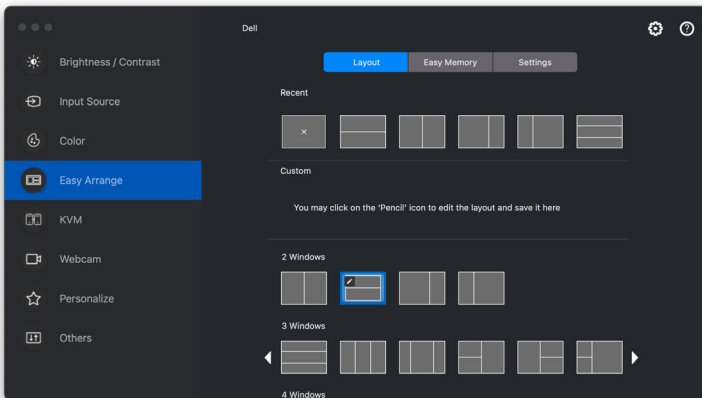 Dell
Brightness / Contrast
Input Source
Color
Easy Arrange
KVM
Webcam
Personalize
Others
Layout
Easy Memory
Settings
Recent
Custom
You may click on the 'Pencil' icon to edit the layout and save it here
2 Windows
3 Windows
4 Windows